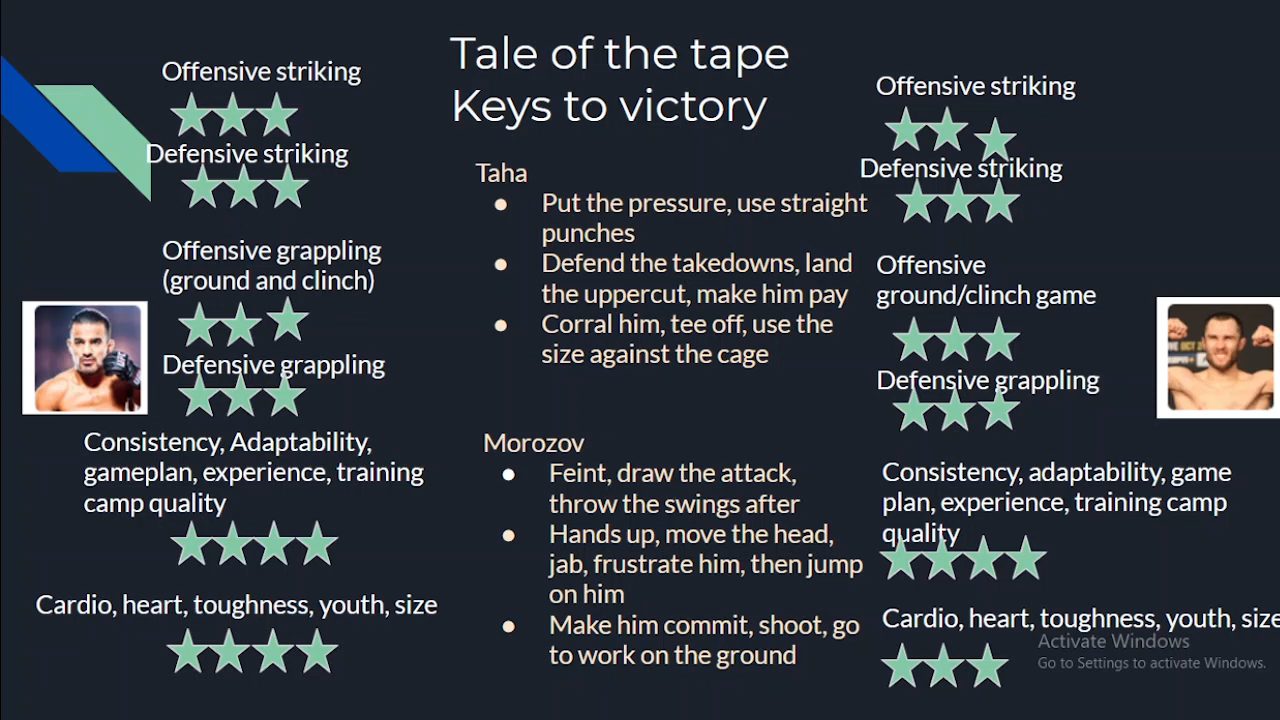 Tale of the tape
Keys to victory
Offensive striking
Defensive striking
Offensive grappling
(ground and clinch)
Defensive grappling
Consistency, Adaptability,
gameplan, experience, training
camp quality
Cardio, heart, toughness, youth, size
Taha
● Put the pressure, use straight
punches
● Defend the takedowns, land
the uppercut, make him pay
● Corral him, tee off, use the
size against the cage
Morozov
● Feint, draw the attack,
throw the swings after
● Hands up, move the head,
jab, frustrate him, then jump
on him
● Make him commit, shoot, go
to work on the ground
Offensive striking
Defensive striking
Offensive
ground/clinch game
Defensive grappling
Consistency, adaptability, game
plan, experience, training camp
quality
Cardio, heart, toughness, youth, size
Activate Windows
Go to Settings to activate Windows.